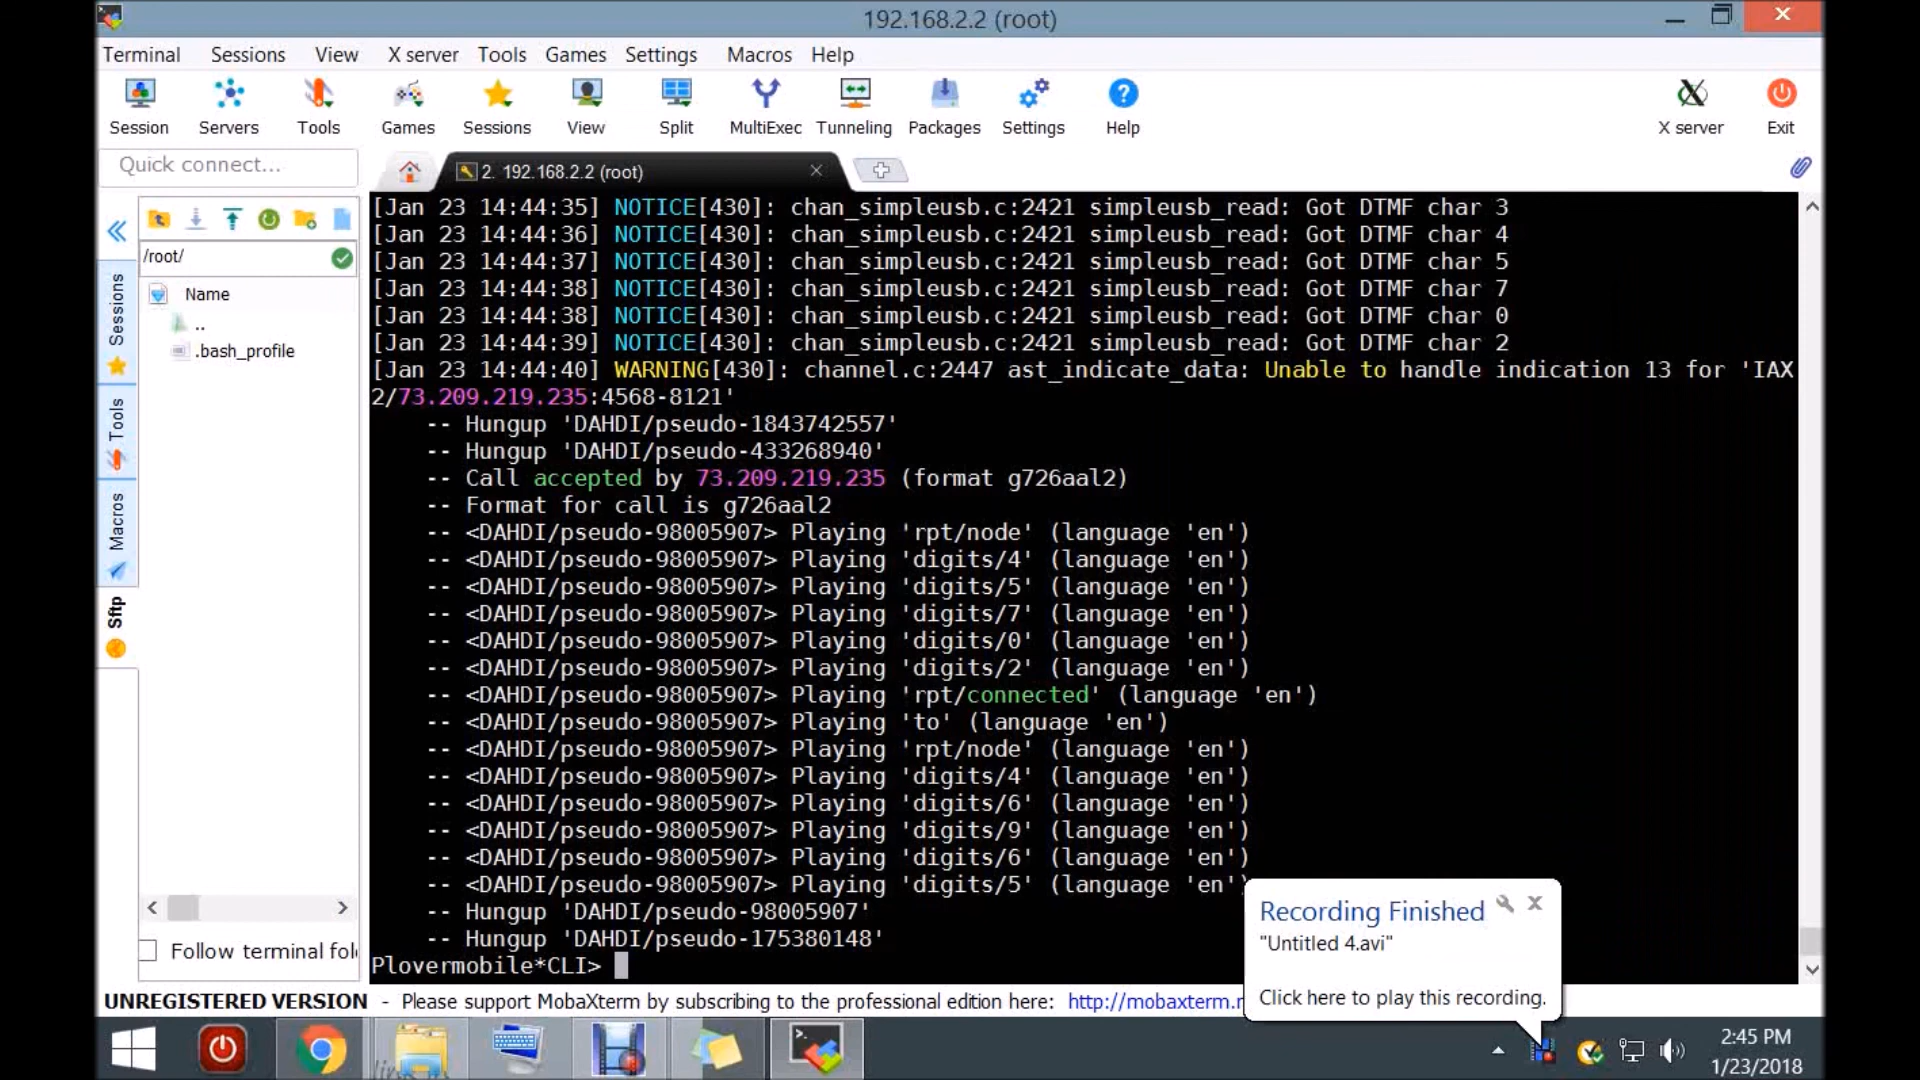 192.168.2.2 (root)
Terminal Sessions View X server Tools Games Settings Macros Help
Session Servers Tools Games Sessions View Split MultiExec Tunneling Packages Settings Help X server Exit
Quick connect...
2. 192.168.2.2 (root)
/root/
Name
..
.bash_profile
Sessions
Tools
Macros
Sftp
Follow terminal fol
[Jan 23 14:44:35] NOTICE[430]: chan_simpleusb.c:2421 simpleusb_read: Got DTMF char 3
[Jan 23 14:44:36] NOTICE[430]: chan_simpleusb.c:2421 simpleusb_read: Got DTMF char 4
[Jan 23 14:44:37] NOTICE[430]: chan_simpleusb.c:2421 simpleusb_read: Got DTMF char 5
[Jan 23 14:44:38] NOTICE[430]: chan_simpleusb.c:2421 simpleusb_read: Got DTMF char 7
[Jan 23 14:44:38] NOTICE[430]: chan_simpleusb.c:2421 simpleusb_read: Got DTMF char 0
[Jan 23 14:44:39] NOTICE[430]: chan_simpleusb.c:2421 simpleusb_read: Got DTMF char 2
[Jan 23 14:44:40] WARNING[430]: channel.c:2447 ast_indicate_data: Unable to handle indication 13 for 'IAX
2/73.209.219.235:4568-8121'
-- Hungup 'DAHDI/pseudo-1843742557'
-- Hungup 'DAHDI/pseudo-433268940'
-- Call accepted by 73.209.219.235 (format g726aal2)
-- Format for call is g726aal2
-- <DAHDI/pseudo-98005907> Playing 'rpt/node' (language 'en')
-- <DAHDI/pseudo-98005907> Playing 'digits/4' (language 'en')
-- <DAHDI/pseudo-98005907> Playing 'digits/5' (language 'en')
-- <DAHDI/pseudo-98005907> Playing 'digits/7' (language 'en')
-- <DAHDI/pseudo-98005907> Playing 'digits/0' (language 'en')
-- <DAHDI/pseudo-98005907> Playing 'digits/2' (language 'en')
-- <DAHDI/pseudo-98005907> Playing 'rpt/connected' (language 'en')
-- <DAHDI/pseudo-98005907> Playing 'to' (language 'en')
-- <DAHDI/pseudo-98005907> Playing 'rpt/node' (language 'en')
-- <DAHDI/pseudo-98005907> Playing 'digits/4' (language 'en')
-- <DAHDI/pseudo-98005907> Playing 'digits/6' (language 'en')
-- <DAHDI/pseudo-98005907> Playing 'digits/9' (language 'en')
-- <DAHDI/pseudo-98005907> Playing 'digits/6' (language 'en')
-- <DAHDI/pseudo-98005907> Playing 'digits/5' (language 'en'
-- Hungup 'DAHDI/pseudo-98005907'
-- Hungup 'DAHDI/pseudo-175380148'
Plovermobile*CLI>
Recording Finished
"Untitled 4.avi"
Click here to play this recording.
UNREGISTERED VERSION - Please support MobaXterm by subscribing to the professional edition here: http://mobaxterm.
2:45 PM
1/23/2018